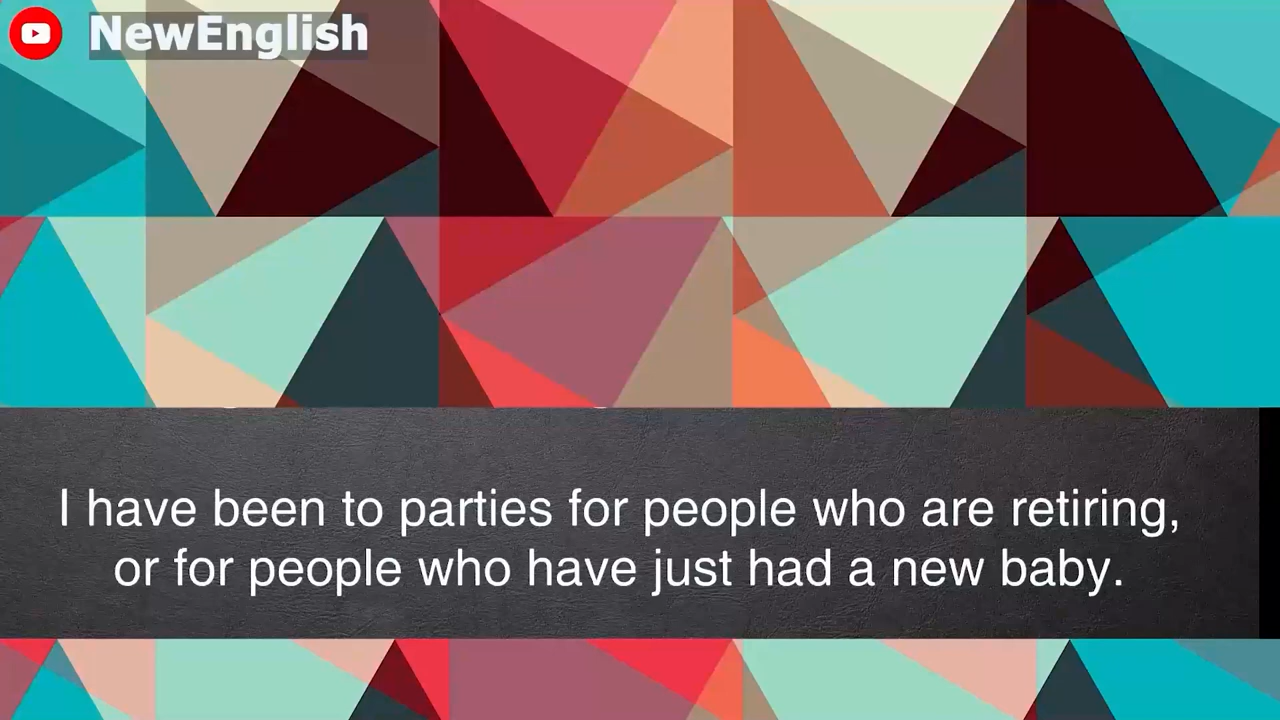 NewEnglish
I have been to parties for people who are retiring,
or for people who have just had a new baby.